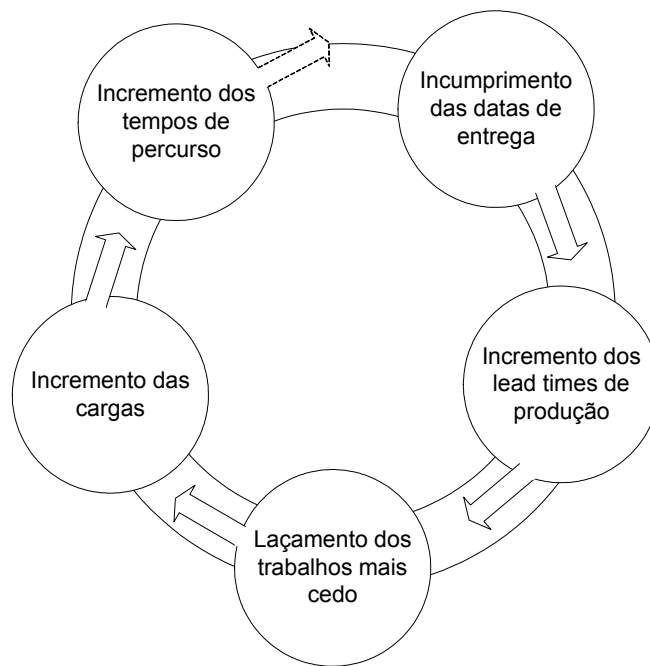 Incremento dos
tempos de
percurso
Incumprimento
das datas de
entrega
Incremento dos
lead times de
produção
Laçamento dos
trabalhos mais
cedo
Incremento das
cargas